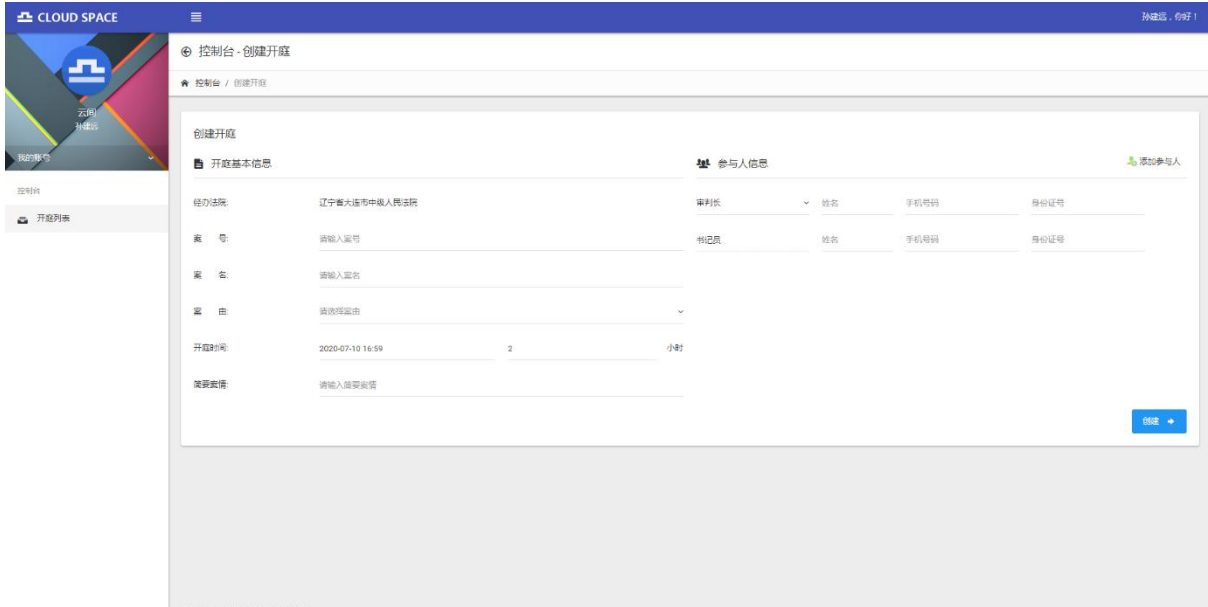 CLOUD SPACE
孙建远，你好！
控制台 - 创建开庭
控制台 / 创建开庭
云间
孙建远
我的账号
控制台
开庭列表
创建开庭
开庭基本信息
参与人信息
添加参与人
经办法院: 辽宁省大连市中级人民法院
审判长 姓名 手机号码 身份证号
案 号: 请输入案号
书记员 姓名 手机号码 身份证号
案 名: 请输入案名
案 由: 请选择案由
开庭时间: 2020-07-10 16:59 2 小时
简要案情: 请输入简要案情
创建